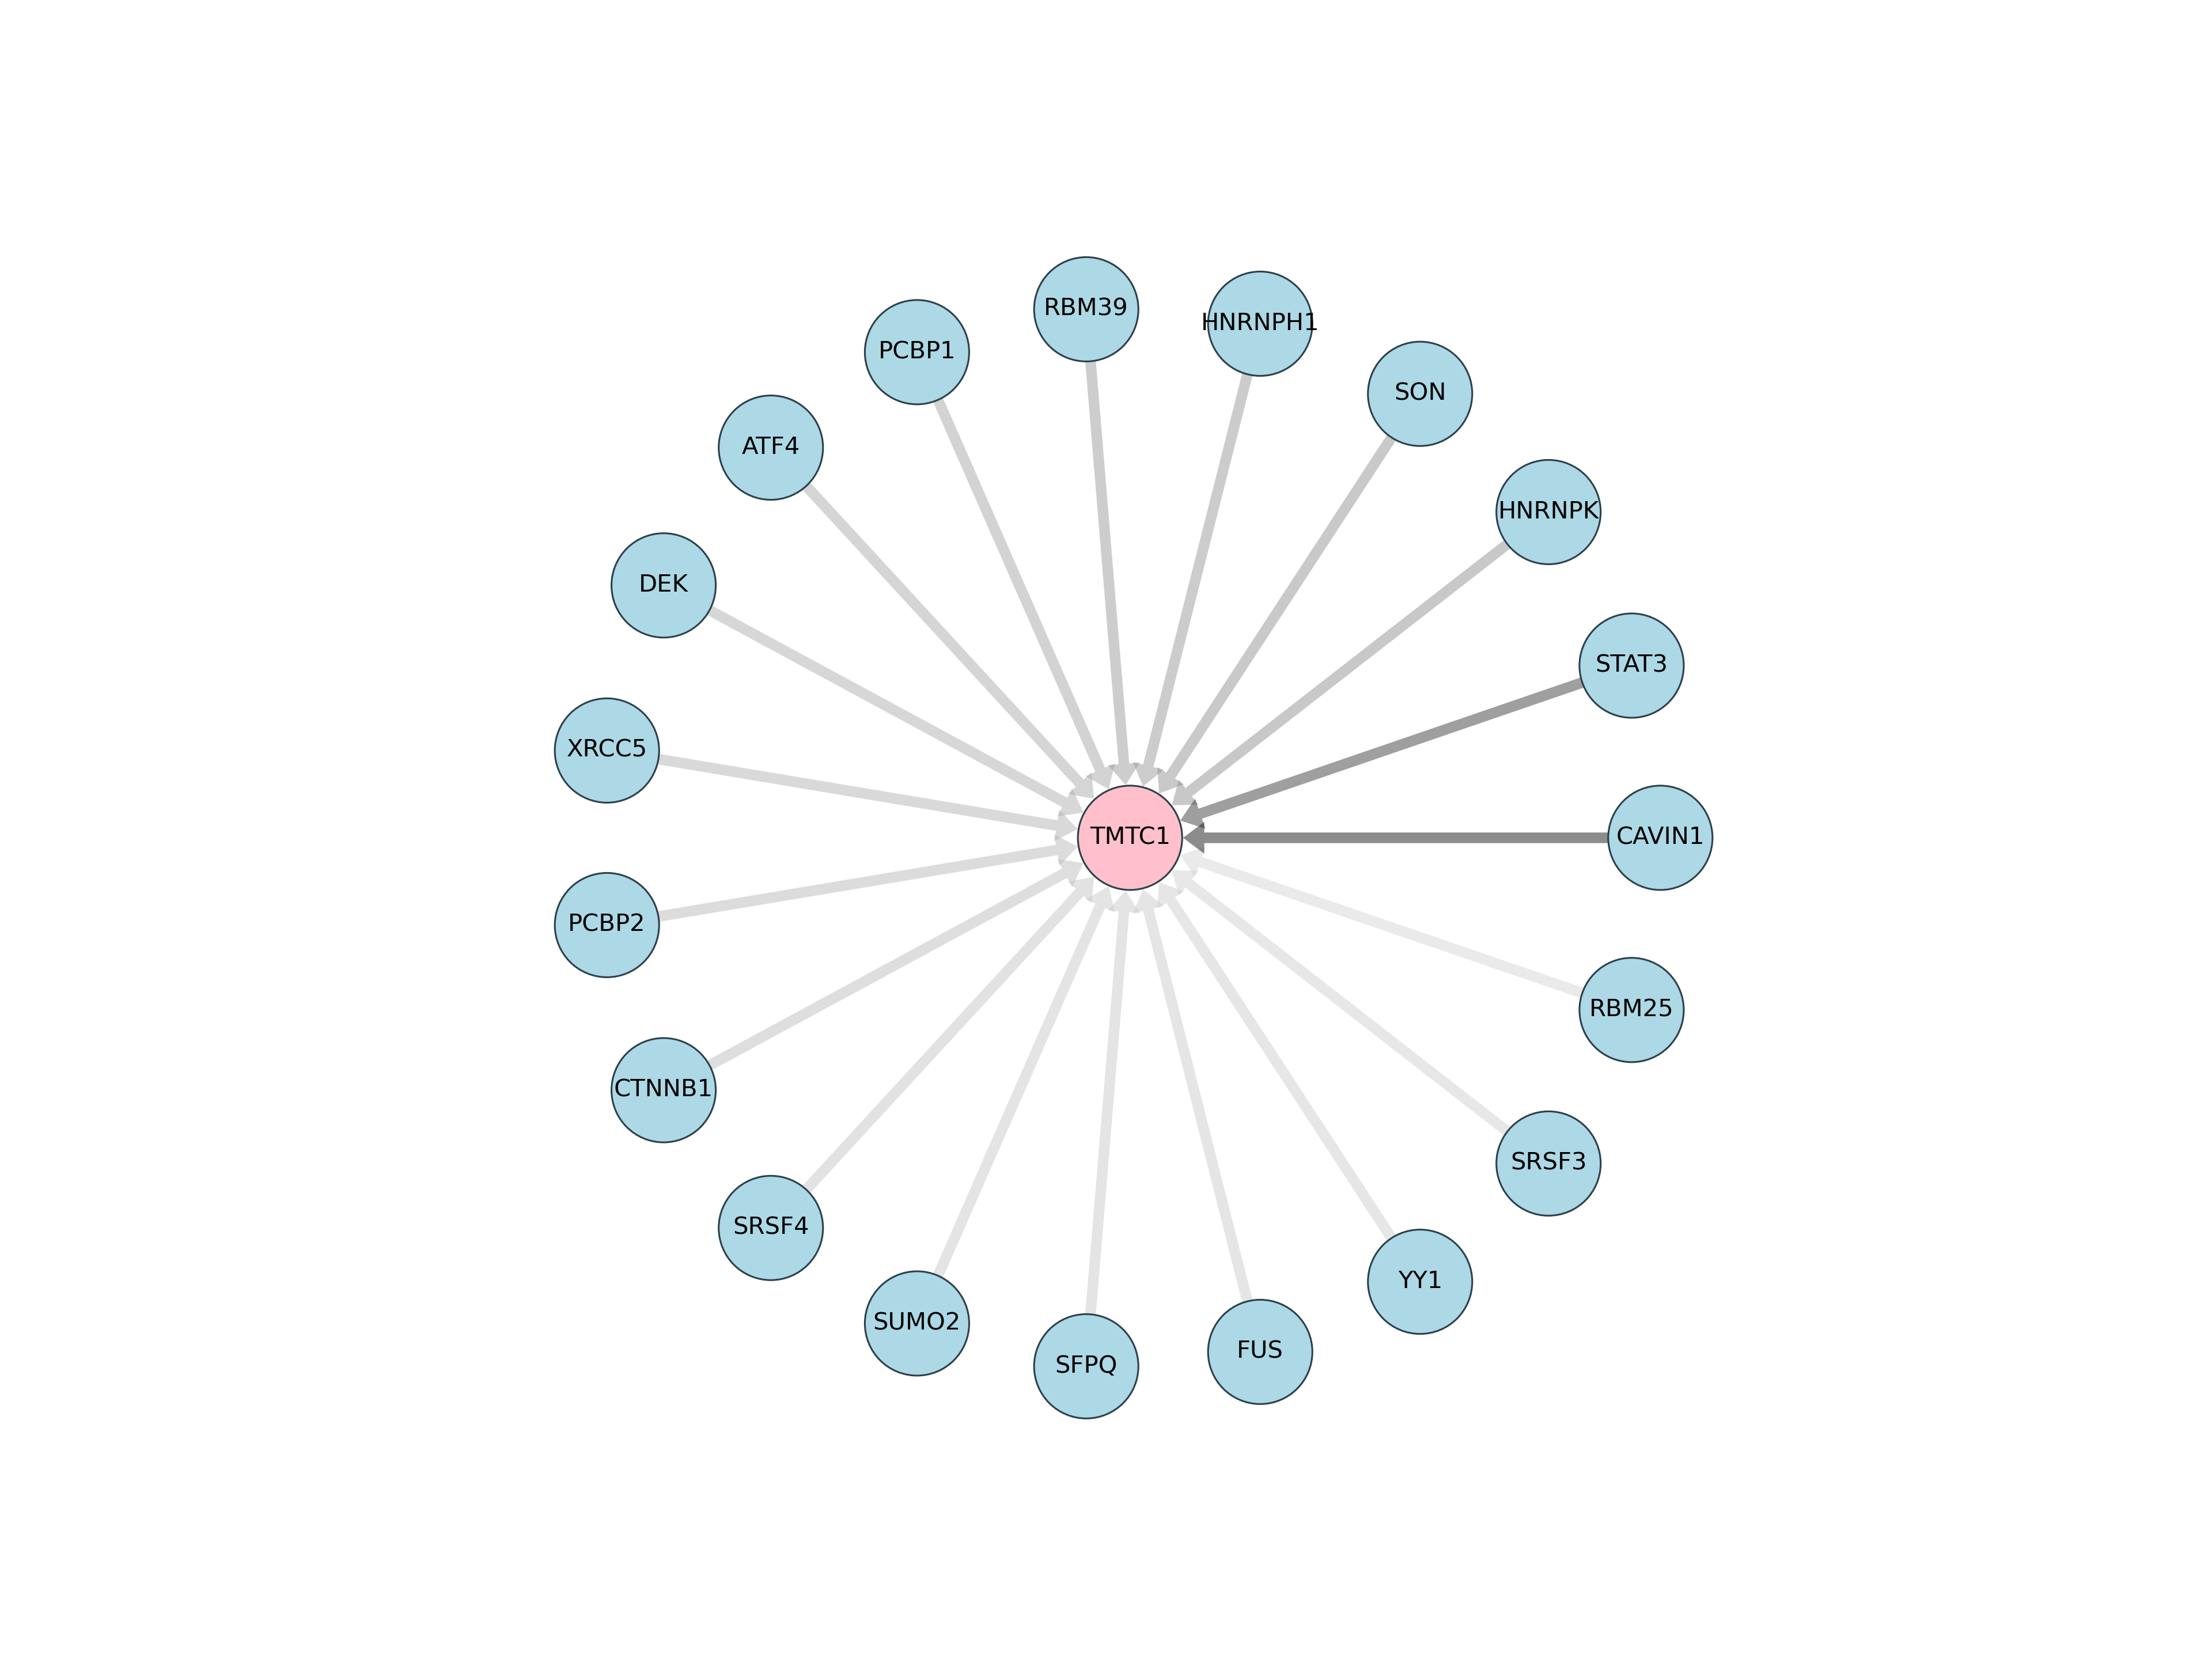 RBM39
HNRNPH1
PCBP1
SON
ATF4
HNRNPK
DEK
STAT3
XRCC5
TMTC1
CAVIN1
PCBP2
RBM25
CTNNB1
SRSF3
SRSF4
YY1
SUMO2
FUS
SFPQ